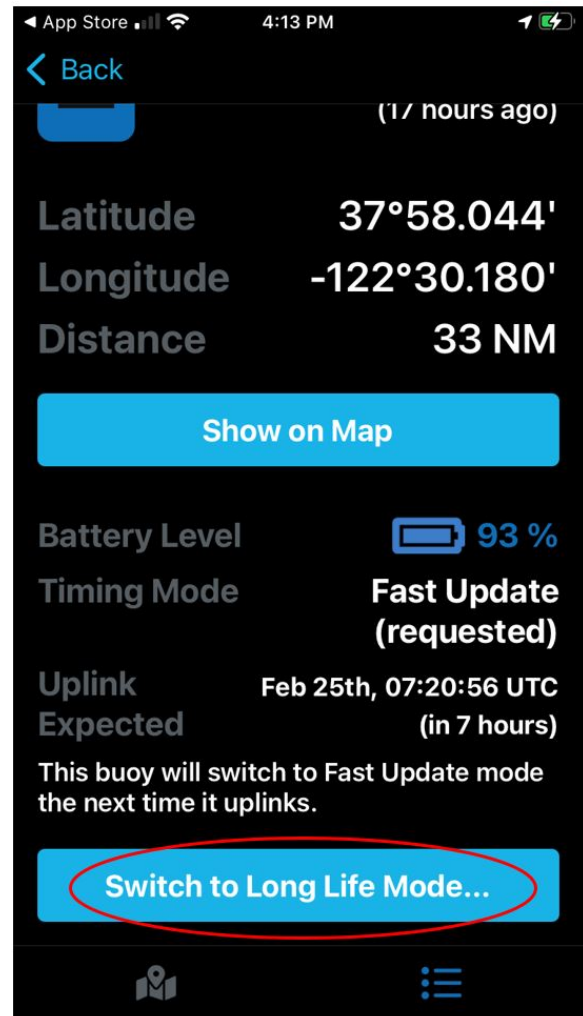 ◀ App Store 4:13 PM
Back
(17 hours ago)
Latitude 37°58.044'
Longitude -122°30.180'
Distance 33 NM
Show on Map
Battery Level 93 %
Timing Mode Fast Update
(requested)
Uplink Feb 25th, 07:20:56 UTC
Expected (in 7 hours)
This buoy will switch to Fast Update mode
the next time it uplinks.
Switch to Long Life Mode...